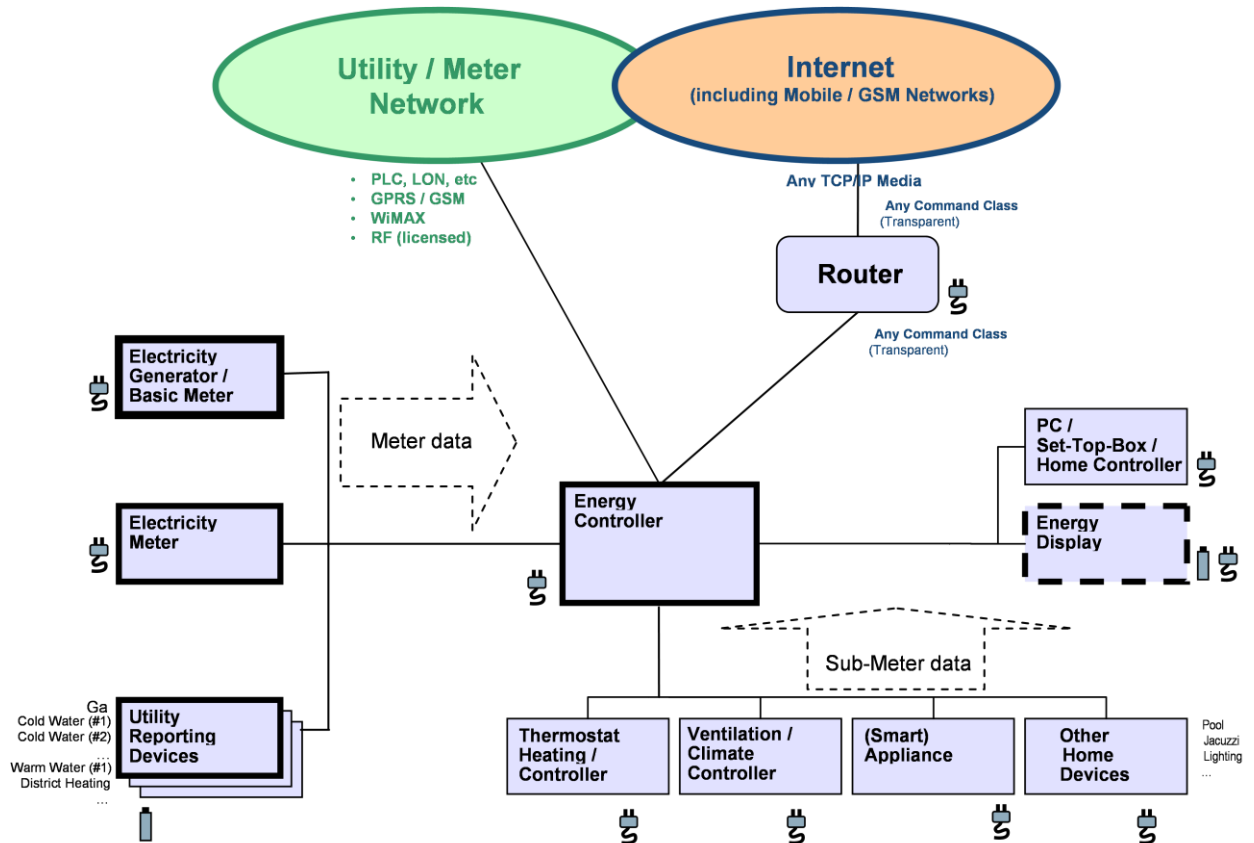 Utility / Meter
Network
Internet
(including Mobile / GSM Networks)
• PLC, LON, etc
• GPRS / GSM
• WiMAX
• RF (licensed)
Any TCP/IP Media
Any Command Class
(Transparent)
Router
Any Command Class
(Transparent)
Electricity
Generator /
Basic Meter
Meter data
PC /
Set-Top-Box /
Home Controller
Electricity
Meter
Energy
Controller
Energy
Display
Sub-Meter data
Ga
Cold Water (#1)
Cold Water (#2)
...
Warm Water (#1)
District Heating
...
Utility
Reporting
Devices
Thermostat
Heating /
Controller
Ventilation /
Climate
Controller
(Smart)
Appliance
Other
Home
Devices
Pool
Jacuzzi
Lighting
...